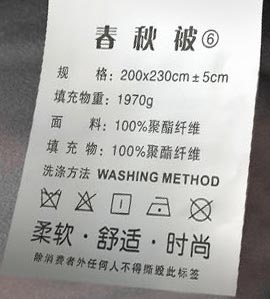 春秋被⑥
规 格：200x230cm±5cm
填充物重：1970g
面 料：100%聚酯纤维
填 充 物：100%聚酯纤维
洗涤方法 WASHING METHOD
柔软·舒适·时尚
除消费者外任何人不得撕毁此标签